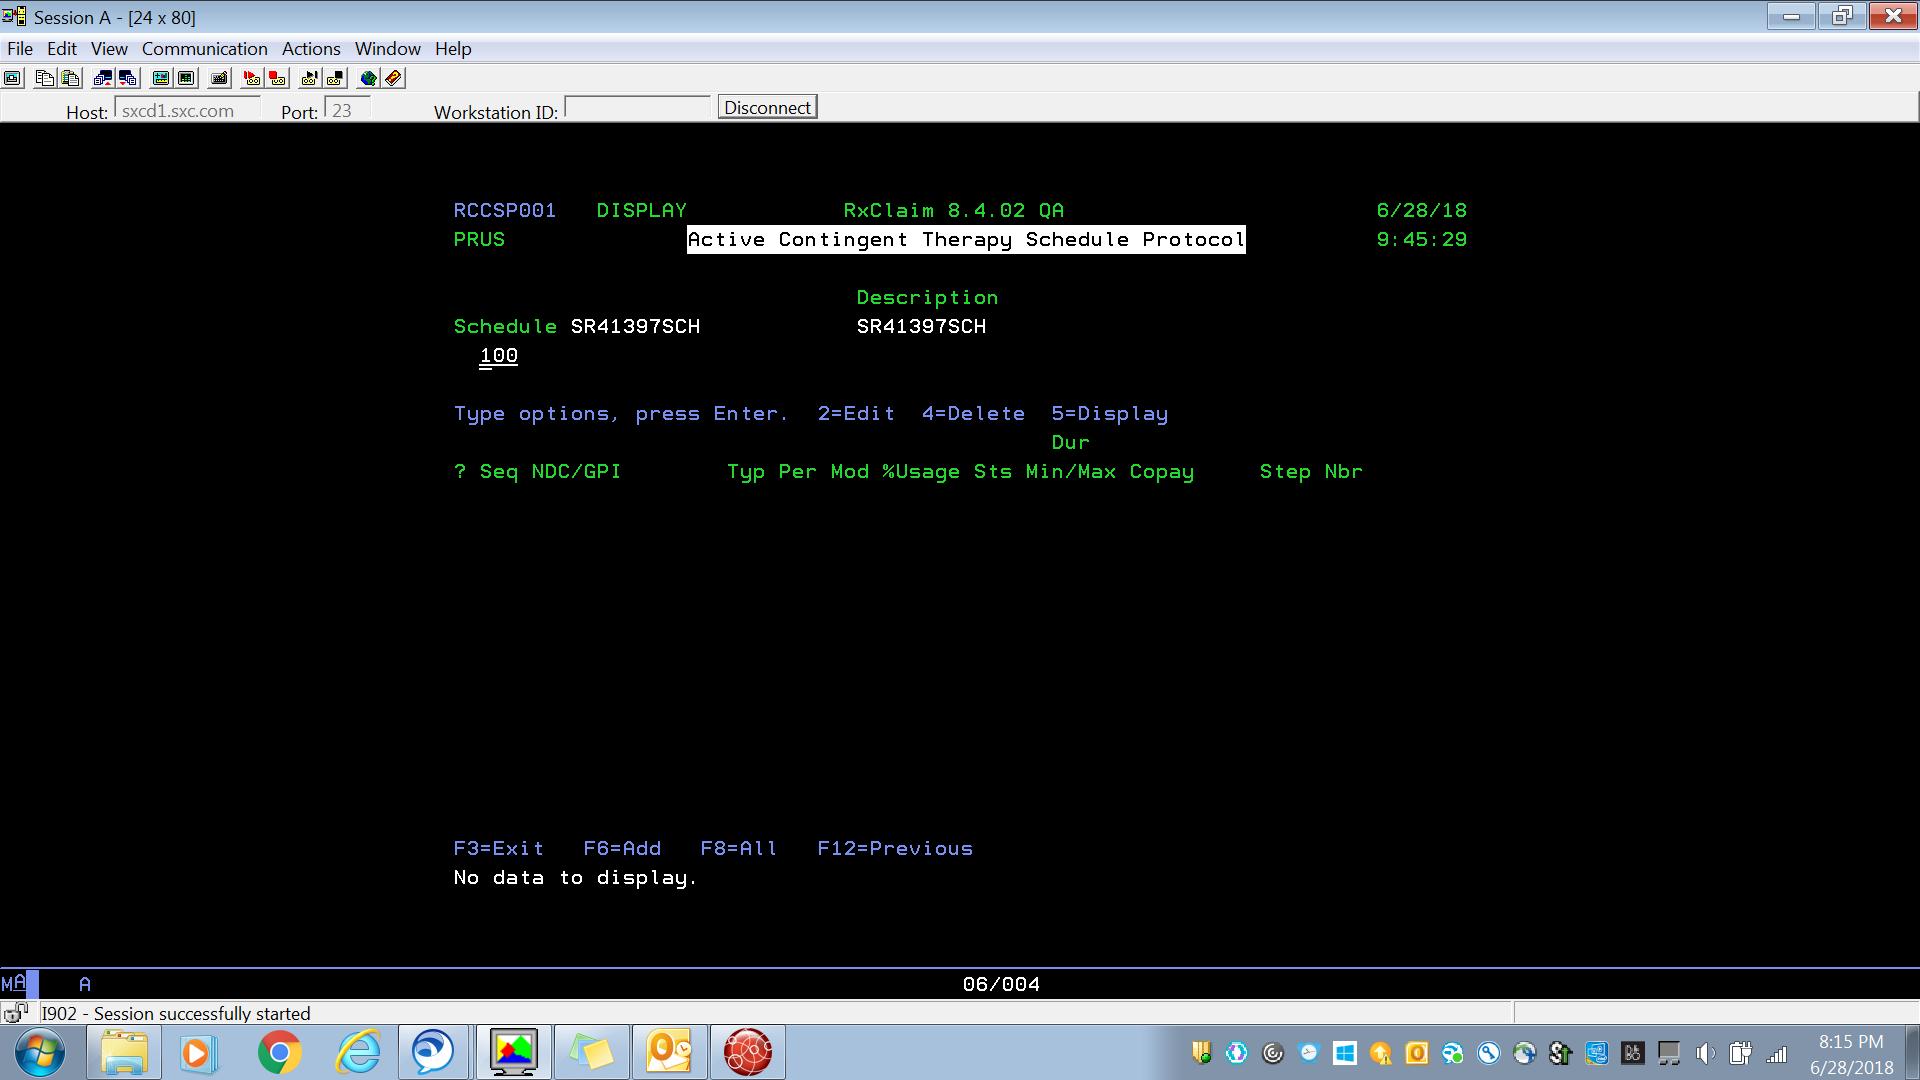 Session A - [24 x 80]
File Edit View Communication Actions Window Help
Host: sxcd1.sxc.com Port: 23 Workstation ID: Disconnect
RCCSP001 DISPLAY RxClaim 8.4.02 QA 6/28/18
PRUS Active Contingent Therapy Schedule Protocol 9:45:29
Description
Schedule SR41397SCH SR41397SCH
100
Type options, press Enter. 2=Edit 4=Delete 5=Display
Dur
? Seq NDC/GPI Typ Per Mod %Usage Sts Min/Max Copay Step Nbr
F3=Exit F6=Add F8=All F12=Previous
No data to display.
MA A 06/004
I902 - Session successfully started
8:15 PM
6/28/2018